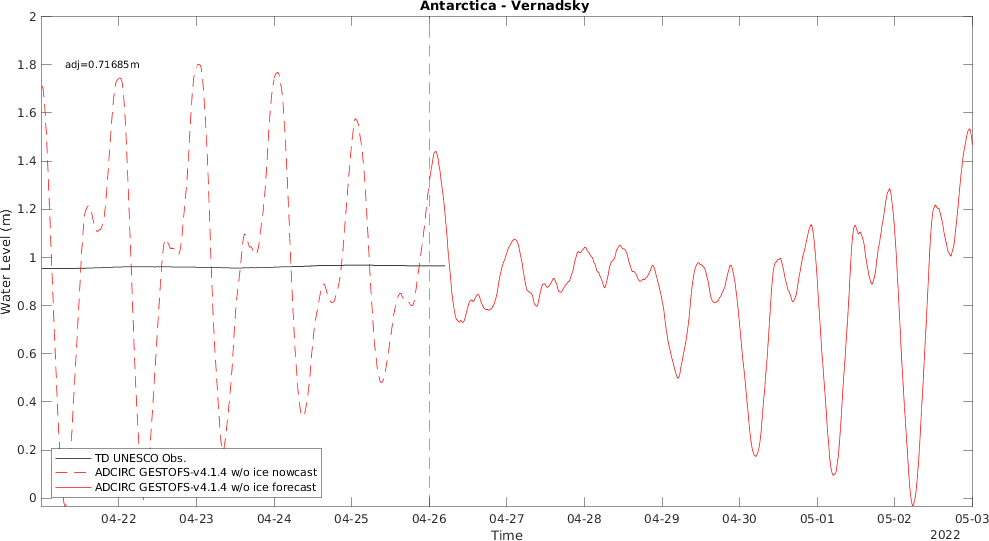 Antarctica - Vernadsky
adj=0.71685m
Water Level (m)
2
1.8
1.6
1.4
1.2
1
0.8
0.6
0.4
0.2
0
TD UNESCO Obs.
ADCIRC GESTOFS-v4.1.4 w/o ice nowcast
ADCIRC GESTOFS-v4.1.4 w/o ice forecast
04-22 04-23 04-24 04-25 04-26 04-27 04-28 04-29 04-30 05-01 05-02 05-03
Time
2022